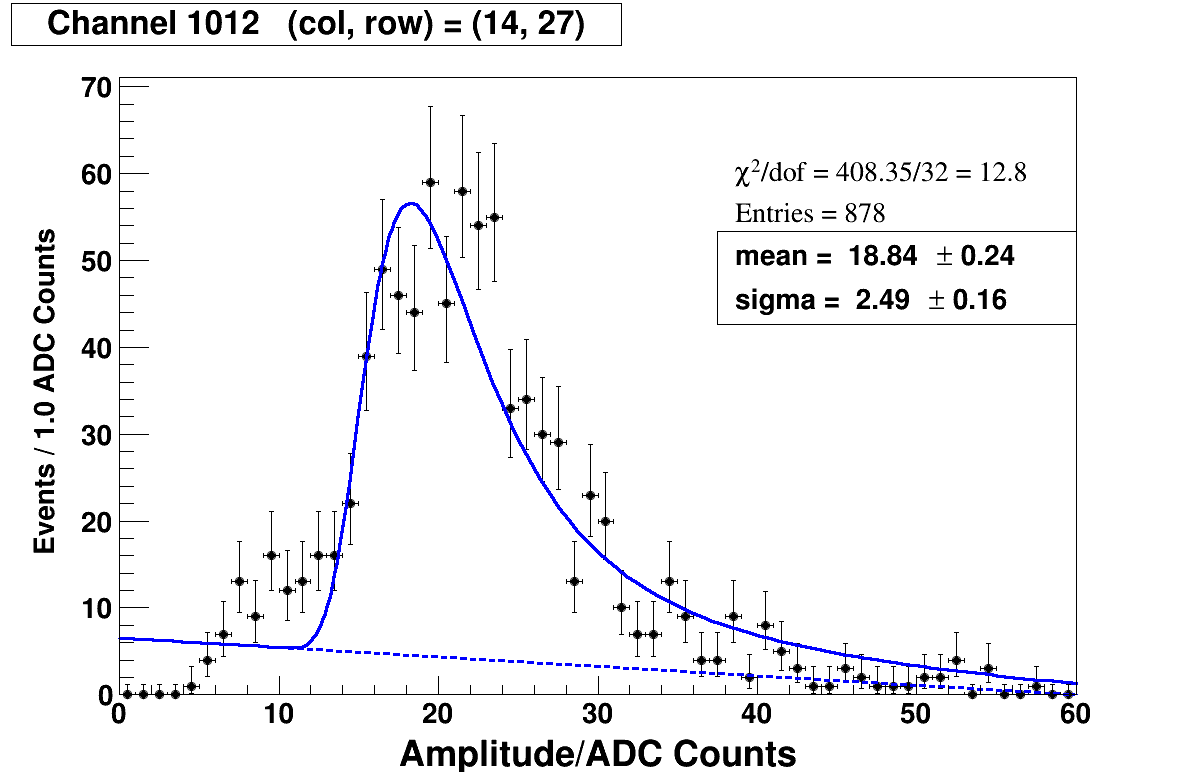 Channel 1012 (col, row) = (14, 27)
70
60
50
40
30
20
10
0
Events / 1.0 ADC Counts
χ²/dof = 408.35/32 = 12.8
Entries = 878
mean = 18.84 ± 0.24
sigma = 2.49 ± 0.16
0 10 20 30 40 50 60
Amplitude/ADC Counts